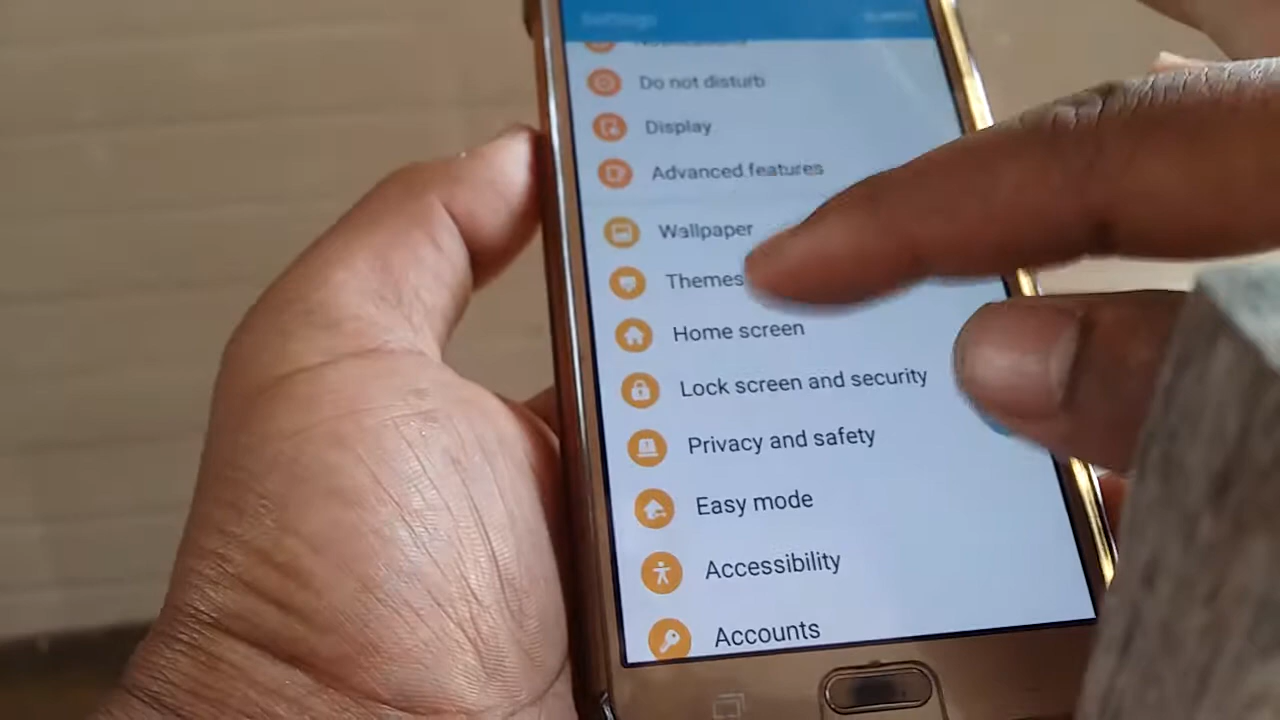 Settings
Do not disturb
Display
Advanced features
Wallpaper
Themes
Home screen
Lock screen and security
Privacy and safety
Easy mode
Accessibility
Accounts